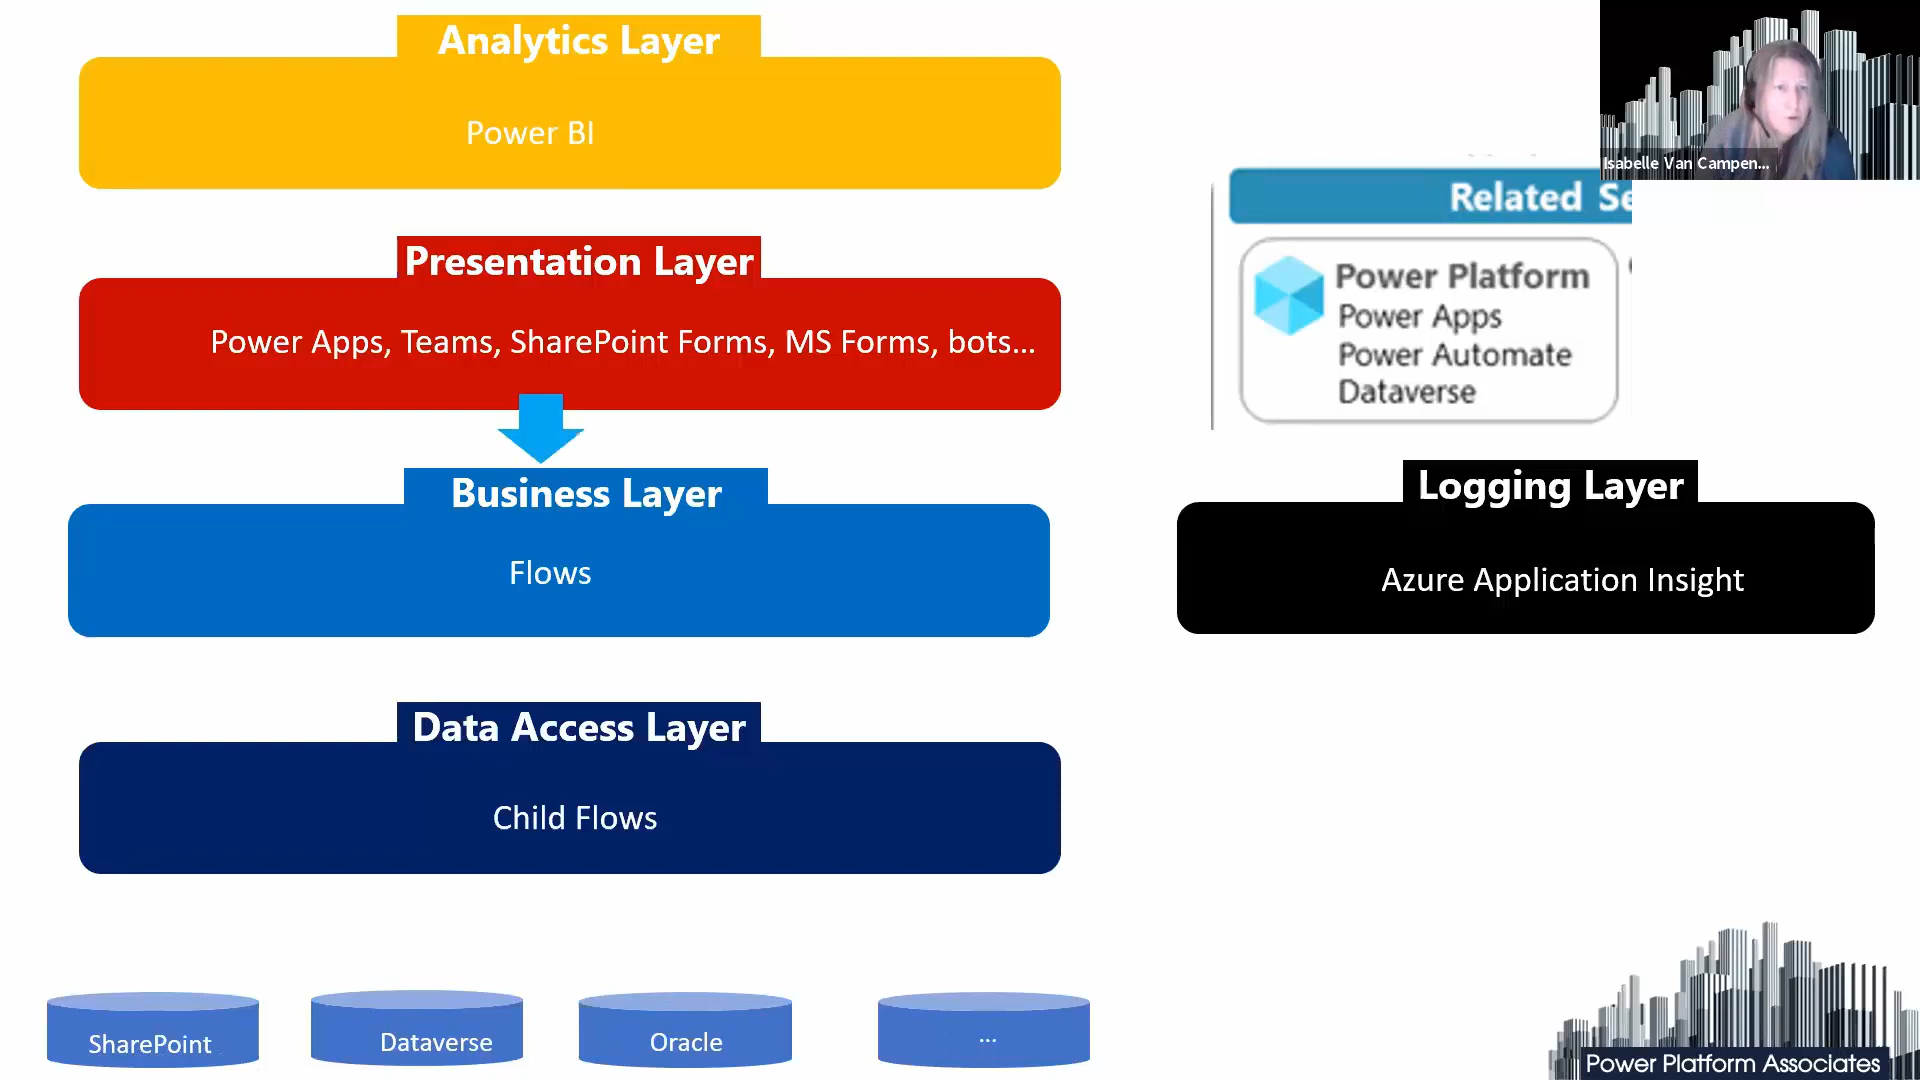 Analytics Layer
Power BI
Presentation Layer
Power Apps, Teams, SharePoint Forms, MS Forms, bots...
Business Layer
Flows
Data Access Layer
Child Flows
SharePoint
Dataverse
Oracle
...
Isabelle Van Campen...
Related Se
Power Platform
Power Apps
Power Automate
Dataverse
Logging Layer
Azure Application Insight
Power Platform Associates